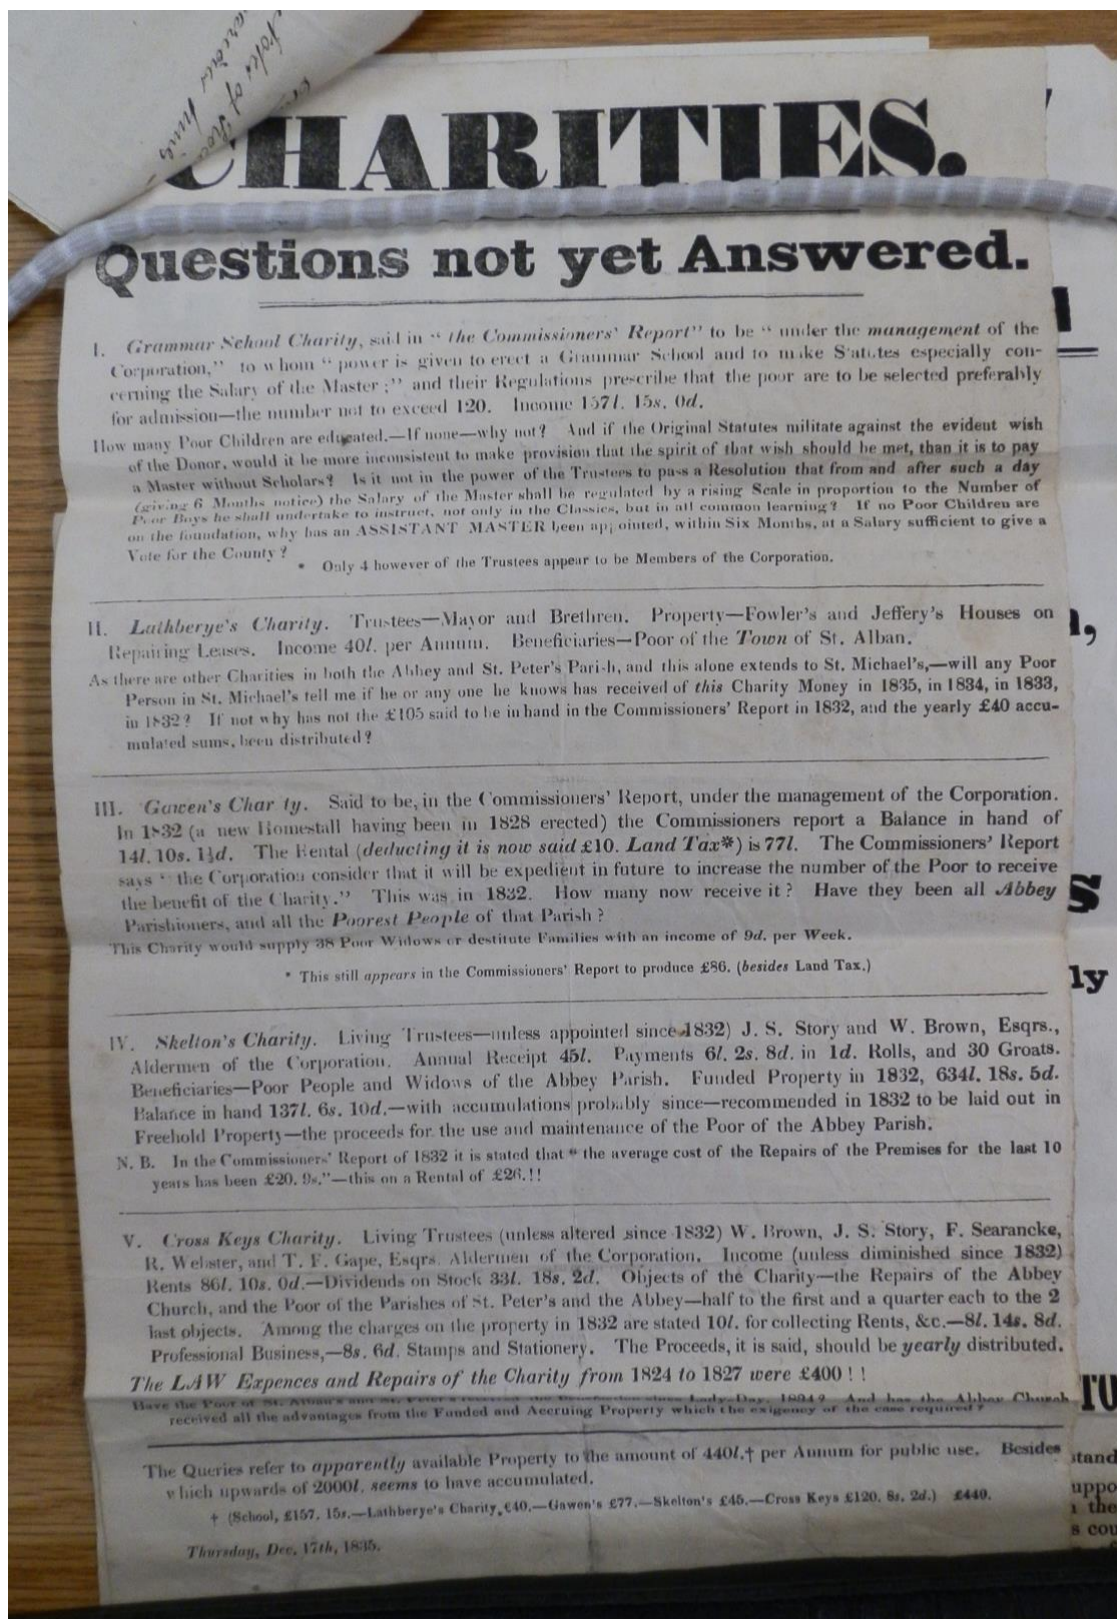 Notes of
various
CHARITIES.
Questions not yet Answered.
I. Grammar School Charity, said in “ the Commissioners' Report” to be “ under the management of the
Corporation,” to whom “ power is given to erect a Grammar School and to make Statutes especially con-
cerning the Salary of the Master ;” and their Regulations prescribe that the poor are to be selected preferably
for admission—the number not to exceed 120. Income 157l. 15s. 0d.
How many Poor Children are educated.—If none—why not? And if the Original Statutes militate against the evident wish
of the Donor, would it be more inconsistent to make provision that the spirit of that wish should be met, than it is to pay
a Master without Scholars? Is it not in the power of the Trustees to pass a Resolution that from and after such a day
(giving 6 Months notice) the Salary of the Master shall be regulated by a rising Scale in proportion to the Number of
Poor Boys he shall undertake to instruct, not only in the Classics, but in all common learning? If no Poor Children are
on the foundation, why has an ASSISTANT MASTER been appointed, within Six Months, at a Salary sufficient to give a
Vote for the County ?
* Only 4 however of the Trustees appear to be Members of the Corporation.
II. Lathberye's Charity. Trustees—Mayor and Brethren. Property—Fowler's and Jeffery's Houses on
Repairing Leases. Income 40l. per Annum. Beneficiaries—Poor of the Town of St. Alban.
As there are other Charities in both the Abbey and St. Peter's Parish, and this alone extends to St. Michael's,—will any Poor
Person in St. Michael's tell me if he or any one he knows has received of this Charity Money in 1835, in 1834, in 1833,
in 1832? If not why has not the £105 said to be in hand in the Commissioners' Report in 1832, and the yearly £40 accu-
mulated sums, been distributed?
III. Gawen's Char ty. Said to be, in the Commissioners' Report, under the management of the Corporation.
In 1832 (a new Homestall having been in 1828 erected) the Commissioners report a Balance in hand of
14l. 10s. 1½d. The Rental (deducting it is now said £10. Land Tax*) is 77l. The Commissioners' Report
says “ the Corporation consider that it will be expedient in future to increase the number of the Poor to receive
the benefit of the Charity.” This was in 1832. How many now receive it ? Have they been all Abbey
Parishioners, and all the Poorest People of that Parish ?
This Charity would supply 38 Poor Widows or destitute Families with an income of 9d. per Week.
* This still appears in the Commissioners' Report to produce £86. (besides Land Tax.)
IV. Skelton's Charity. Living Trustees—unless appointed since 1832) J. S. Story and W. Brown, Esqrs.,
Aldermen of the Corporation. Annual Receipt 45l. Payments 6l. 2s. 8d. in 1d. Rolls, and 30 Groats.
Beneficiaries—Poor People and Widows of the Abbey Parish. Funded Property in 1832, 634l. 18s. 5d.
Balance in hand 137l. 6s. 10d.—with accumulations probably since—recommended in 1832 to be laid out in
Freehold Property—the proceeds for the use and maintenance of the Poor of the Abbey Parish.
N. B. In the Commissioners' Report of 1832 it is stated that “ the average cost of the Repairs of the Premises for the last 10
years has been £20. 9s.”—this on a Rental of £26.!!
V. Cross Keys Charity. Living Trustees (unless altered since 1832) W. Brown, J. S. Story, F. Searancke,
R. Webster, and T. F. Gape, Esqrs. Aldermen of the Corporation. Income (unless diminished since 1832)
Rents 86l. 10s. 0d.—Dividends on Stock 33l. 18s. 2d. Objects of the Charity—the Repairs of the Abbey
Church, and the Poor of the Parishes of St. Peter's and the Abbey—half to the first and a quarter each to the 2
last objects. Among the charges on the property in 1832 are stated 10l. for collecting Rents, &c.—8l. 14s. 8d.
Professional Business,—8s. 6d. Stamps and Stationery. The Proceeds, it is said, should be yearly distributed.
The LAW Expences and Repairs of the Charity from 1824 to 1827 were £400 ! !
Have the Poor of St. Alban's and St. Peter's since Lady Day, 1824 ? And has the Abbey Church
received all the advantages from the Funded and Accruing Property which the exigency of the case required ?
The Queries refer to apparently available Property to the amount of 440l.† per Annum for public use. Besides
which upwards of 2000l. seems to have accumulated.
† (School, £157. 15s.—Lathberye's Charity, £40.—Gawen's £77.—Skelton's £45.—Cross Keys £120. 8s. 2d.) £440.
Thursday, Dec. 17th, 1835.
ly
TO
stand
uppo
the
s cou